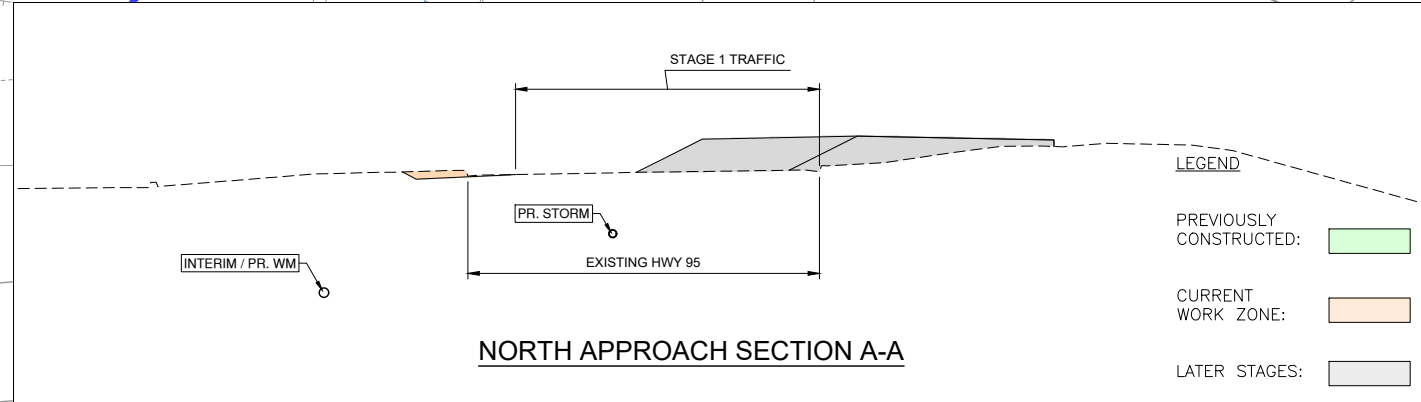 STAGE 1 TRAFFIC
LEGEND
PR. STORM
PREVIOUSLY
CONSTRUCTED:
INTERIM / PR. WM
EXISTING HWY 95
CURRENT
WORK ZONE:
NORTH APPROACH SECTION A-A
LATER STAGES: